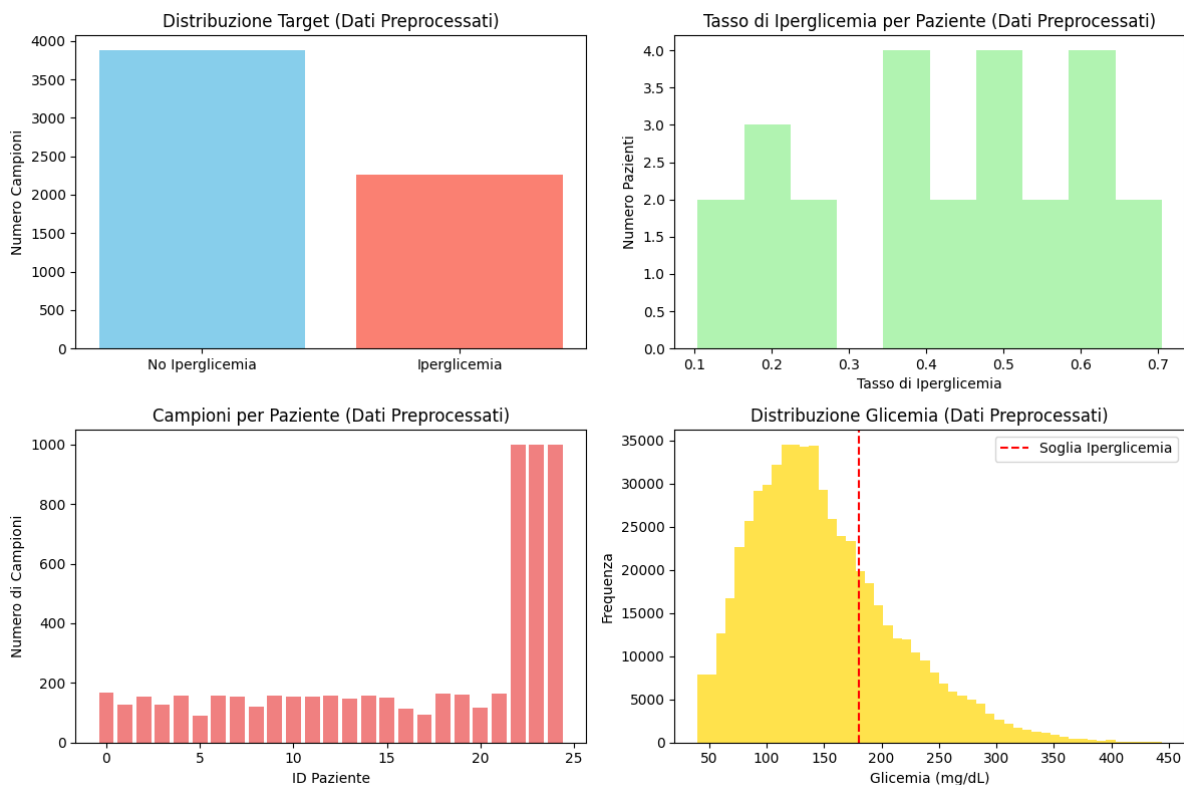 Distribuzione Target (Dati Preprocessati)
Numero Campioni
4000
3500
3000
2500
2000
1500
1000
500
0
No Iperglicemia
Iperglicemia
Tasso di Iperglicemia per Paziente (Dati Preprocessati)
Numero Pazienti
4.0
3.5
3.0
2.5
2.0
1.5
1.0
0.5
0.0
0.1 0.2 0.3 0.4 0.5 0.6 0.7
Tasso di Iperglicemia
Campioni per Paziente (Dati Preprocessati)
Numero di Campioni
1000
800
600
400
200
0
0 5 10 15 20 25
ID Paziente
Distribuzione Glicemia (Dati Preprocessati)
Soglia Iperglicemia
Frequenza
35000
30000
25000
20000
15000
10000
5000
0
50 100 150 200 250 300 350 400 450
Glicemia (mg/dL)